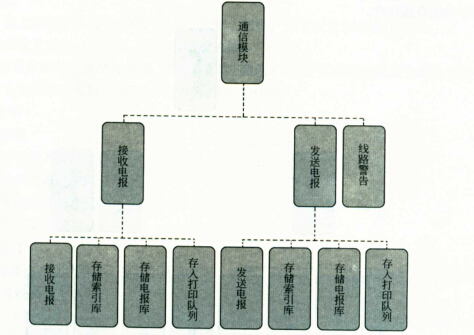 通信模块
接收电报
发送电报
线路警告
接收电报
存储索引库
存储电报库
存入打印队列
发送电报
存储索引库
存储电报库
存入打印队列